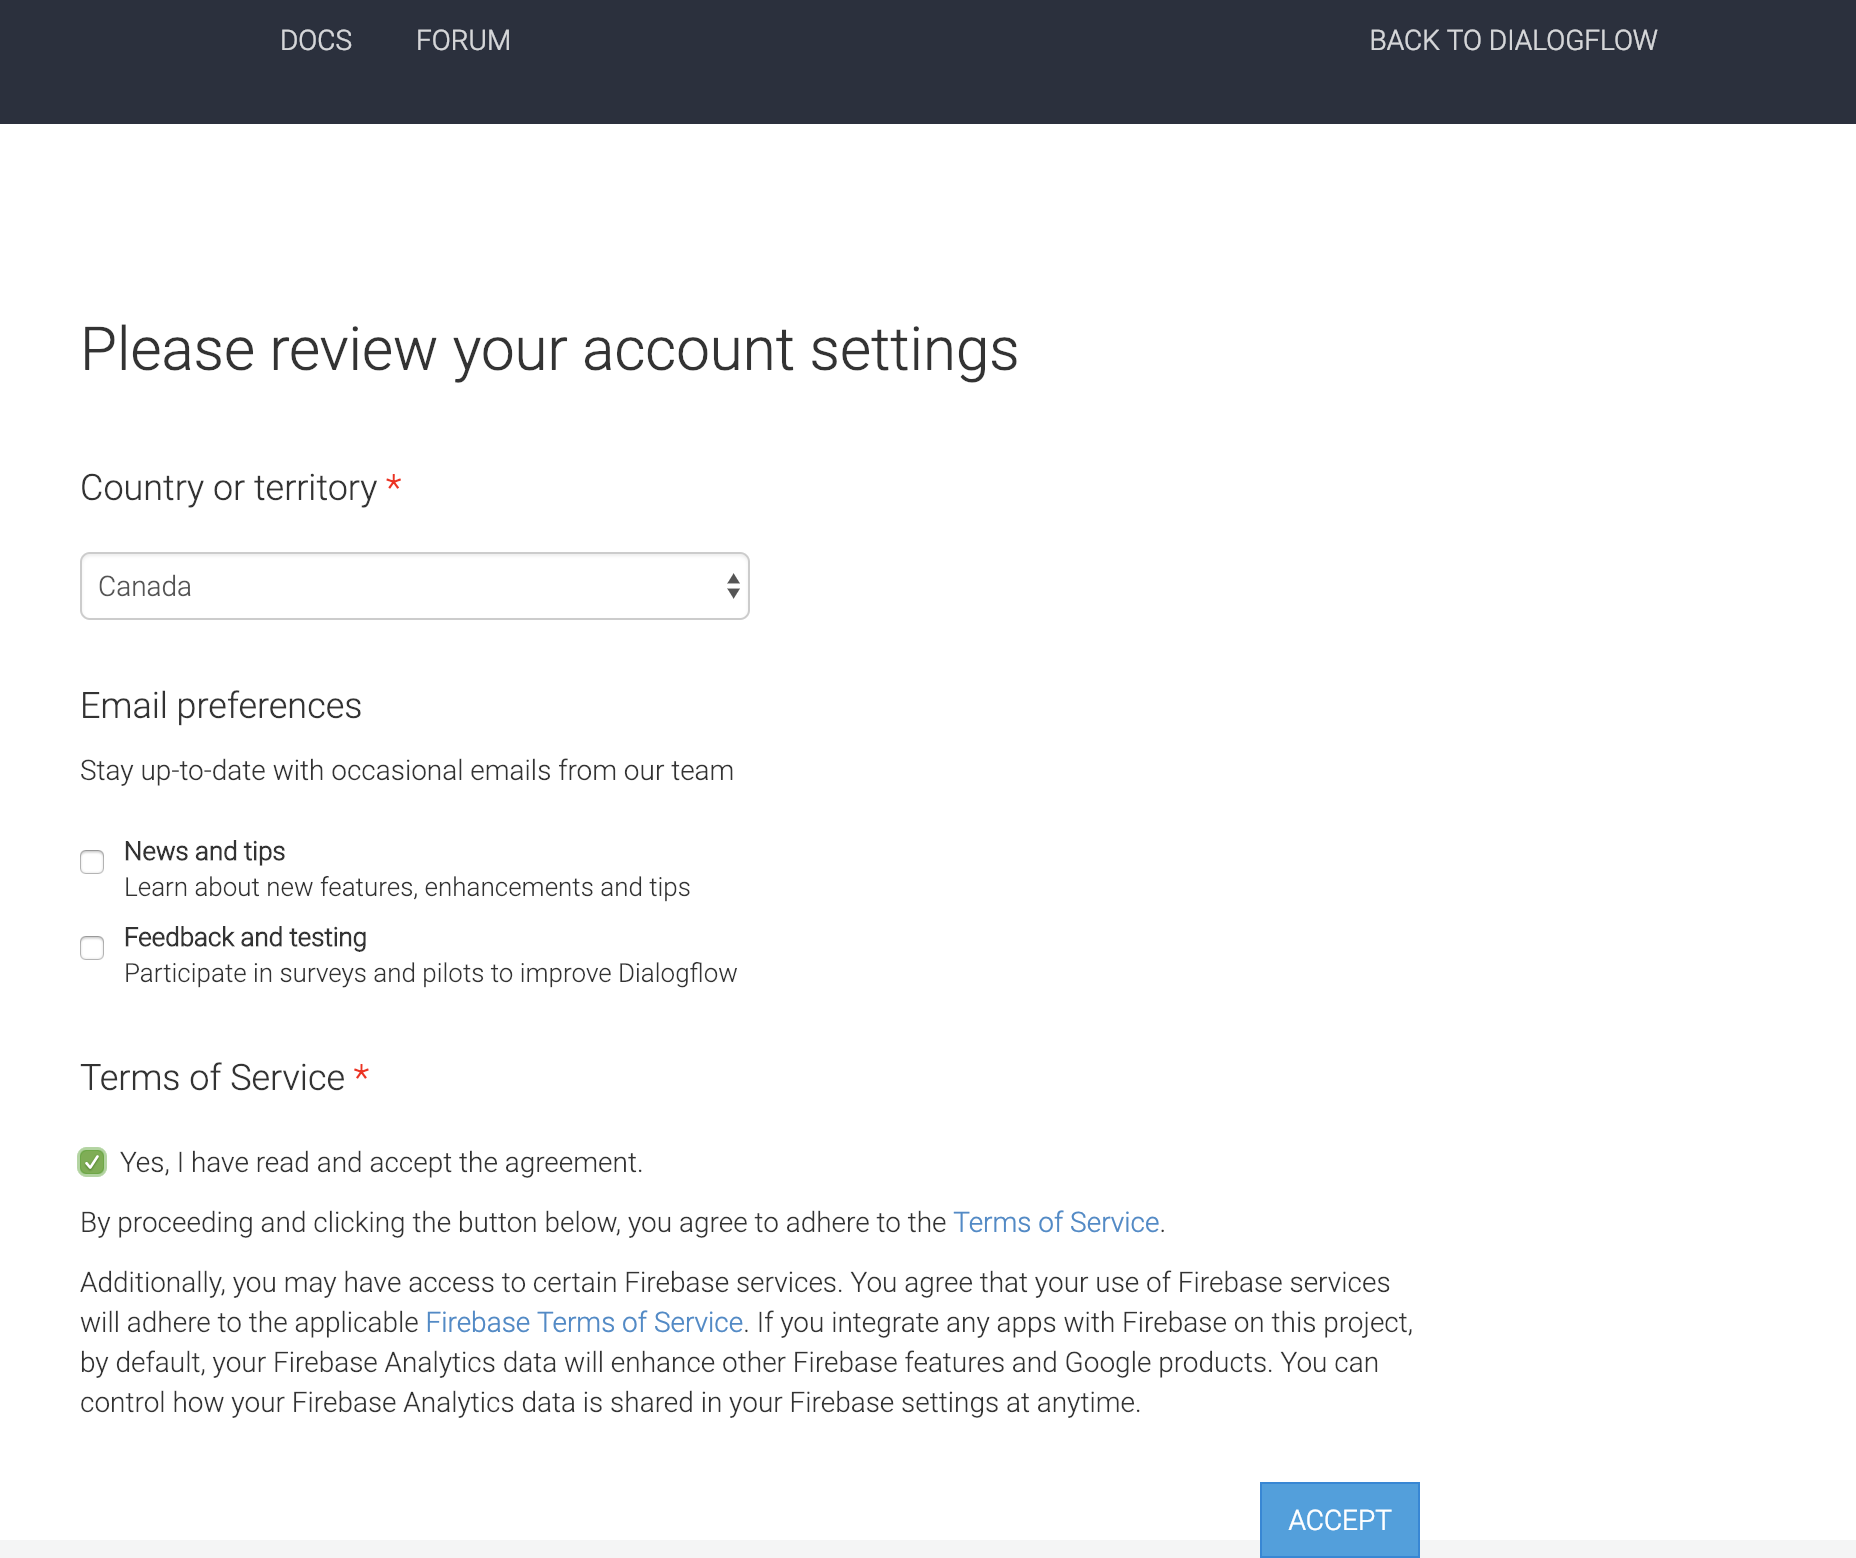 DOCS FORUM BACK TO DIALOGFLOW
Please review your account settings
Country or territory *
Canada
Email preferences
Stay up-to-date with occasional emails from our team
News and tips
Learn about new features, enhancements and tips
Feedback and testing
Participate in surveys and pilots to improve Dialogflow
Terms of Service *
Yes, I have read and accept the agreement.
By proceeding and clicking the button below, you agree to adhere to the Terms of Service.
Additionally, you may have access to certain Firebase services. You agree that your use of Firebase services
will adhere to the applicable Firebase Terms of Service. If you integrate any apps with Firebase on this project,
by default, your Firebase Analytics data will enhance other Firebase features and Google products. You can
control how your Firebase Analytics data is shared in your Firebase settings at anytime.
ACCEPT